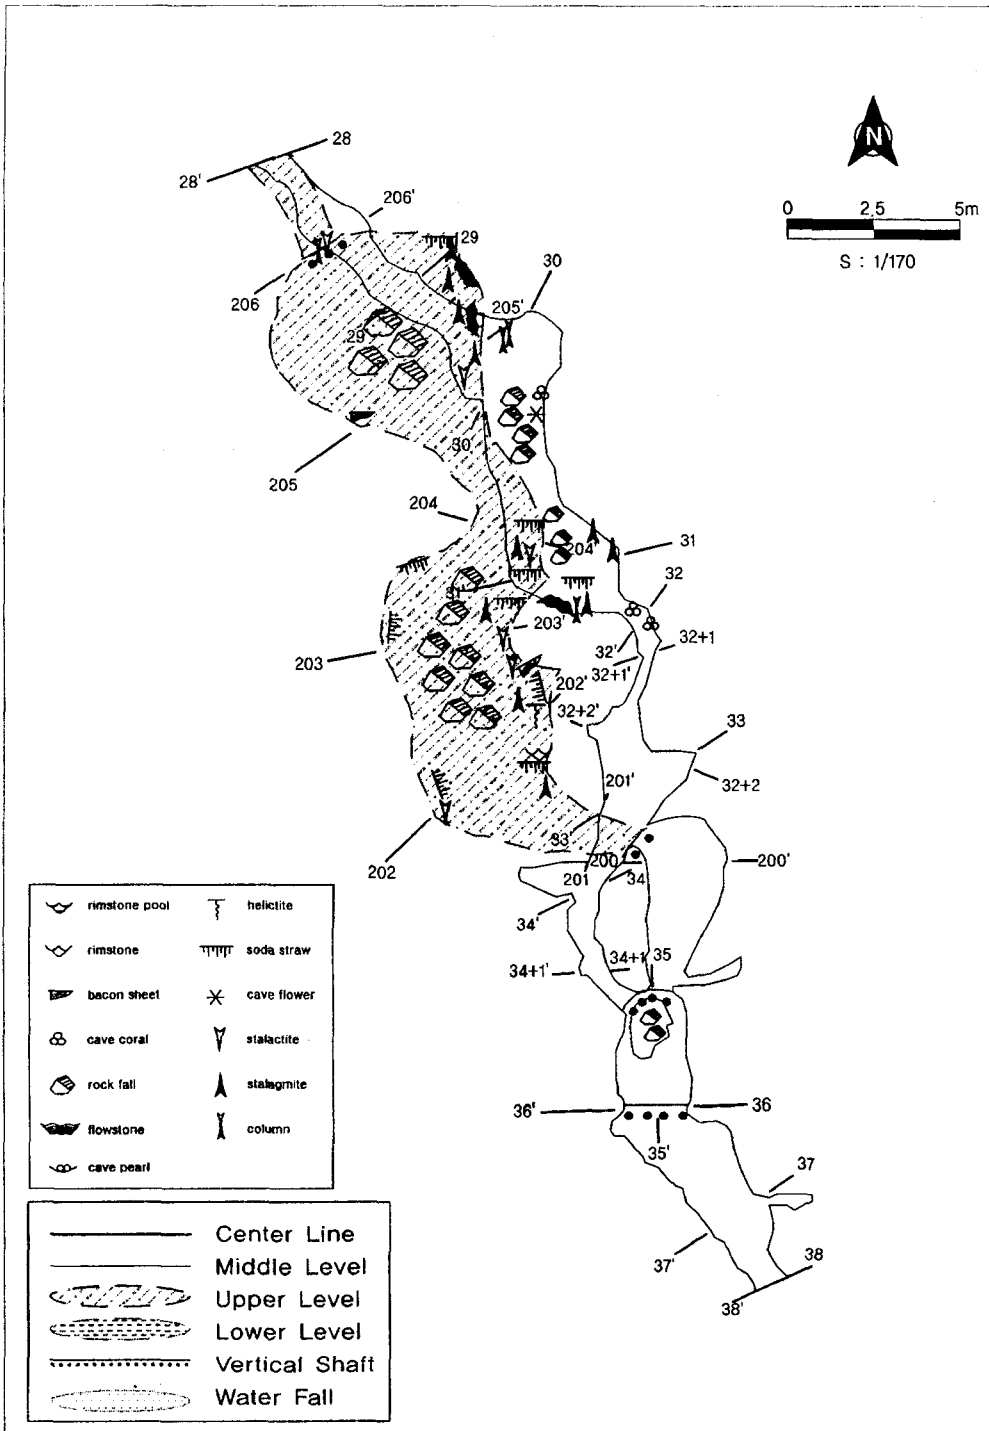 N
0 2.5 5m
S : 1/170
28
28'
206'
29
30
206
205'
29
30
205
204
204'
31
31'
32
203'
203
32'
32+1
32+1'
202'
32+2'
33
32+2
201'
33'
202
200
201
34
200'
34'
34+1'
34+1
35
36'
36
35'
37
37'
38
38'
rimstone pool
helictite
rimstone
soda straw
bacon sheet
cave flower
cave coral
stalactite
rock fall
stalagmite
flowstone
column
cave pearl
Center Line
Middle Level
Upper Level
Lower Level
Vertical Shaft
Water Fall